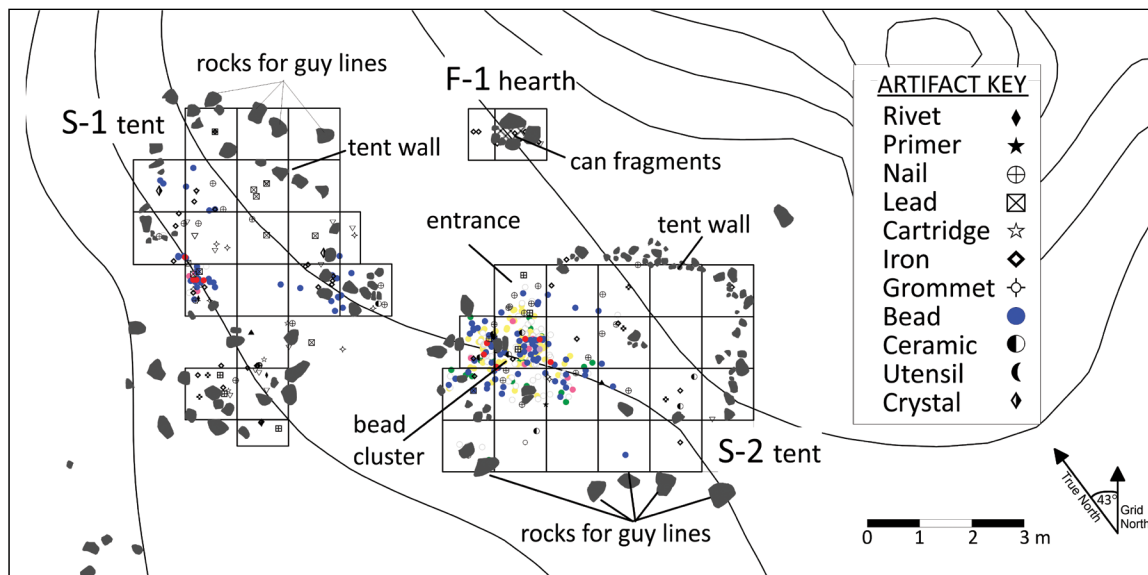 rocks for guy lines
F-1 hearth
S-1 tent
tent wall
can fragments
entrance
tent wall
bead
cluster
S-2 tent
rocks for guy lines
ARTIFACT KEY
Rivet
Primer
Nail
Lead
Cartridge
Iron
Grommet
Bead
Ceramic
Utensil
Crystal
True North
43°
Grid
North
0 1 2 3 m